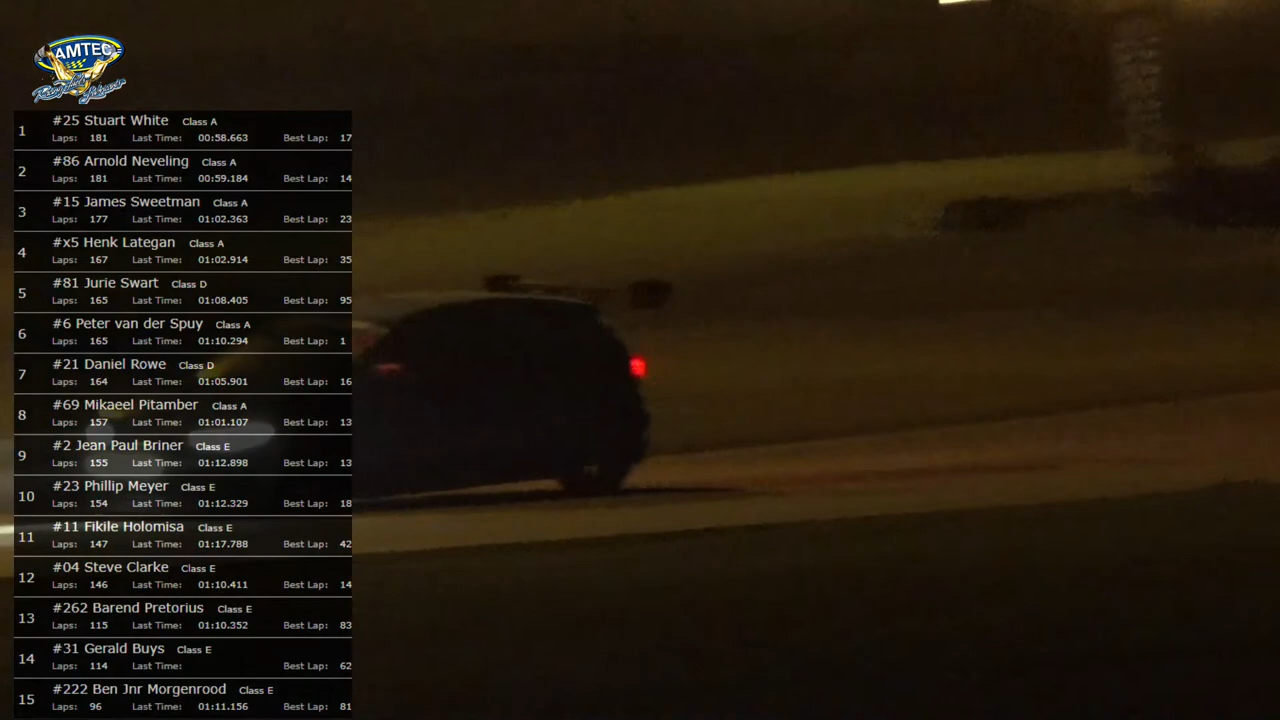 AMTEC
1 #25 Stuart White Class A
Laps: 181 Last Time: 00:58.663 Best Lap: 17
2 #86 Arnold Neveling Class A
Laps: 181 Last Time: 00:59.184 Best Lap: 14
3 #15 James Sweetman Class A
Laps: 177 Last Time: 01:02.363 Best Lap: 23
4 #x5 Henk Lategan Class A
Laps: 167 Last Time: 01:02.914 Best Lap: 35
5 #81 Jurie Swart Class D
Laps: 165 Last Time: 01:08.405 Best Lap: 95
6 #6 Peter van der Spuy Class A
Laps: 165 Last Time: 01:10.294 Best Lap: 1
7 #21 Daniel Rowe Class D
Laps: 164 Last Time: 01:05.901 Best Lap: 16
8 #69 Mikaeel Pitamber Class A
Laps: 157 Last Time: 01:01.107 Best Lap: 13
9 #2 Jean Paul Briner Class E
Laps: 155 Last Time: 01:12.898 Best Lap: 13
10 #23 Phillip Meyer Class E
Laps: 154 Last Time: 01:12.329 Best Lap: 18
11 #11 Fikile Holomisa Class E
Laps: 147 Last Time: 01:17.788 Best Lap: 42
12 #04 Steve Clarke Class E
Laps: 146 Last Time: 01:10.411 Best Lap: 14
13 #262 Barend Pretorius Class E
Laps: 115 Last Time: 01:10.352 Best Lap: 83
14 #31 Gerald Buys Class E
Laps: 114 Last Time: Best Lap: 62
15 #222 Ben Jnr Morgenrood Class E
Laps: 96 Last Time: 01:11.156 Best Lap: 81